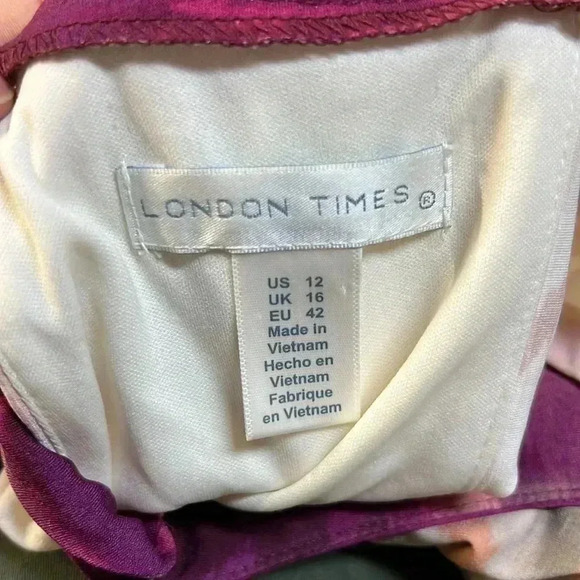 LONDON TIMES ®
US 12
UK 16
EU 42
Made in
Vietnam
Hecho en
Vietnam
Fabrique
en Vietnam